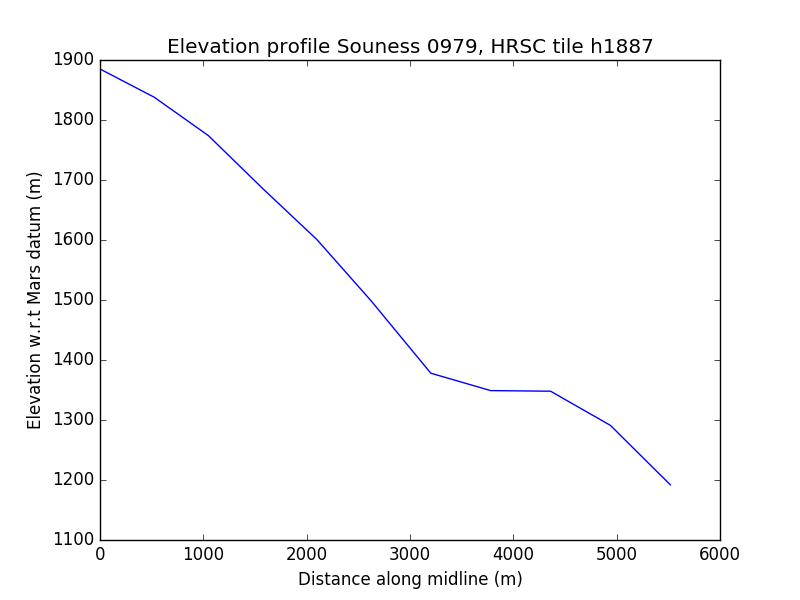 Elevation profile Souness 0979, HRSC tile h1887
Elevation w.r.t Mars datum (m)
1900
1800
1700
1600
1500
1400
1300
1200
1100
0 1000 2000 3000 4000 5000 6000
Distance along midline (m)